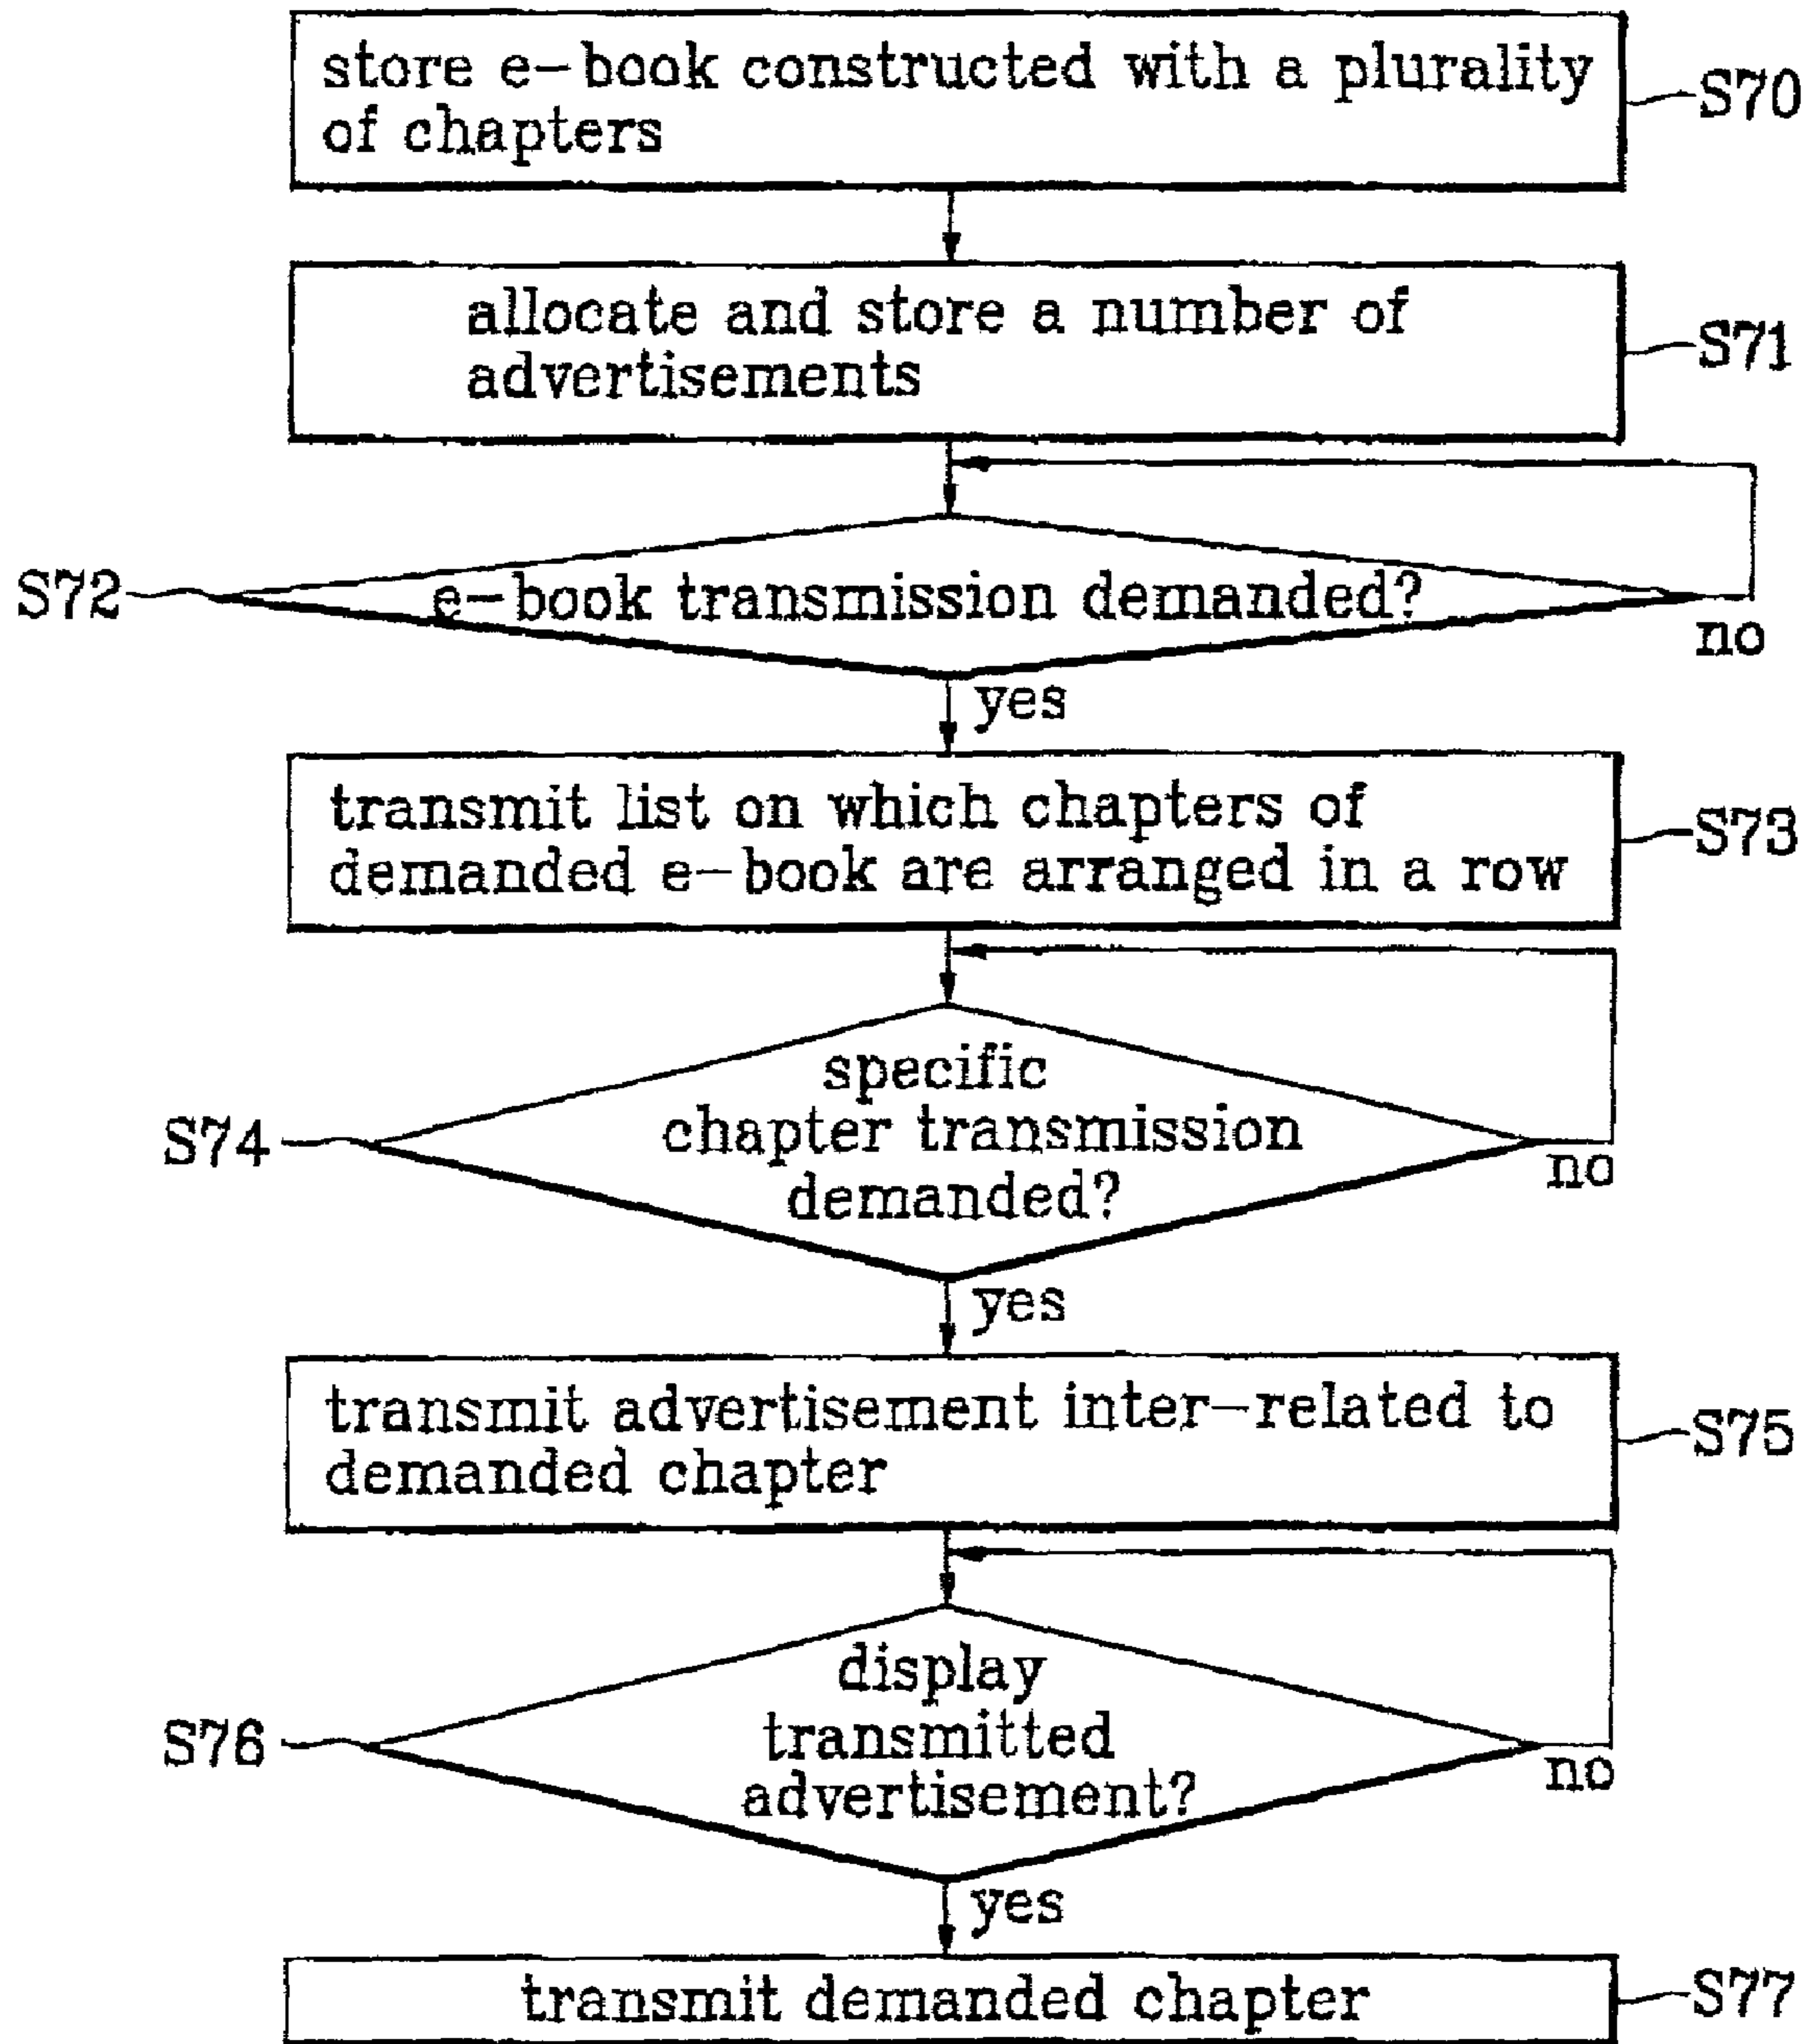 store e-book constructed with a plurality
of chapters
S70
allocate and store a number of
advertisements
S71
S72
e-book transmission demanded?
no
yes
transmit list on which chapters of
demanded e-book are arranged in a row
S73
specific
chapter transmission
demanded?
S74
no
yes
transmit advertisement inter-related to
demanded chapter
S75
display
transmitted
advertisement?
S76
no
yes
transmit demanded chapter
S77